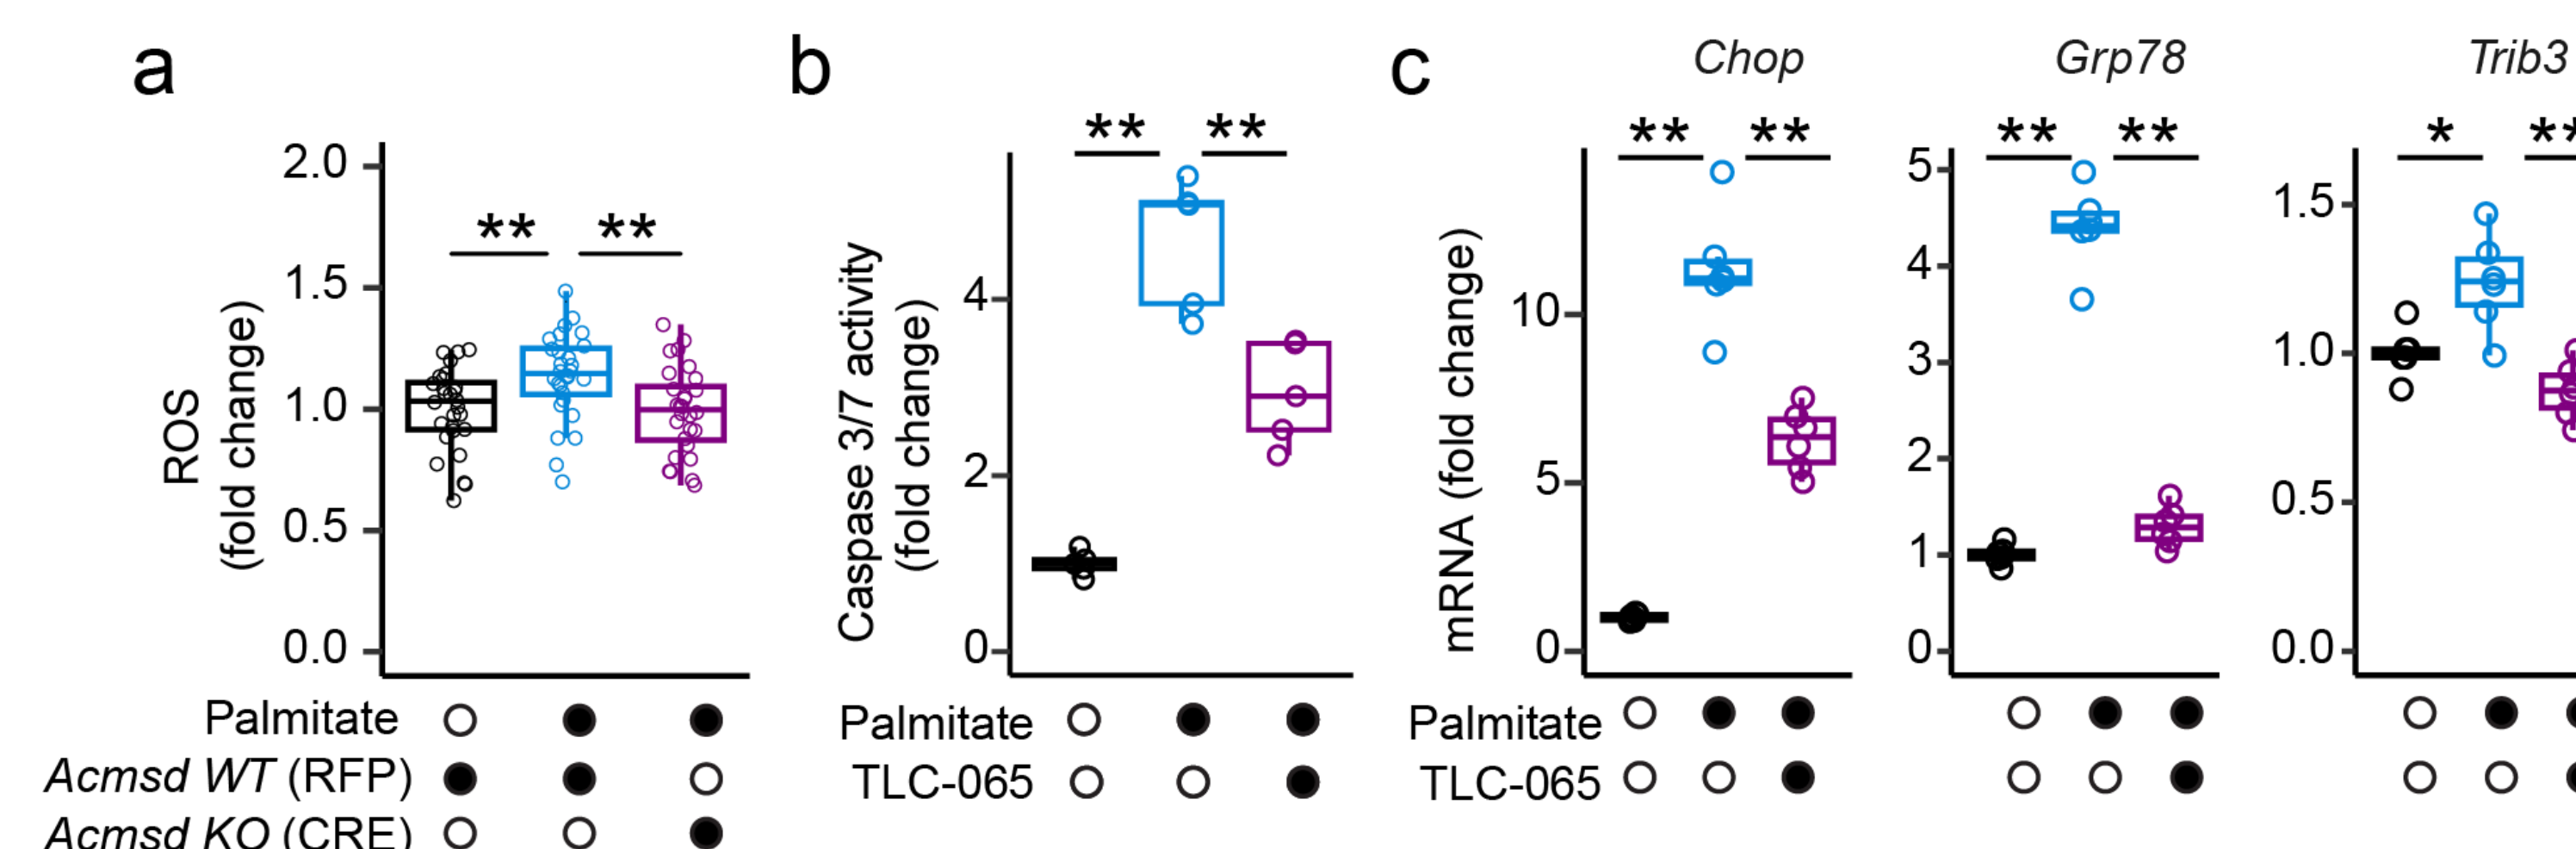 a
b
c
Chop
Grp78
Trib3
ROS
(fold change)
2.0
1.5
1.0
0.5
0.0
** **
Palmitate
Acmsd WT (RFP)
Acmsd KO (CRE)
Caspase 3/7 activity
(fold change)
4
2
0
** **
Palmitate
TLC-065
mRNA (fold change)
10
5
0
** **
Palmitate
TLC-065
5
4
3
2
1
0
** **
1.5
1.0
0.5
0.0
* **